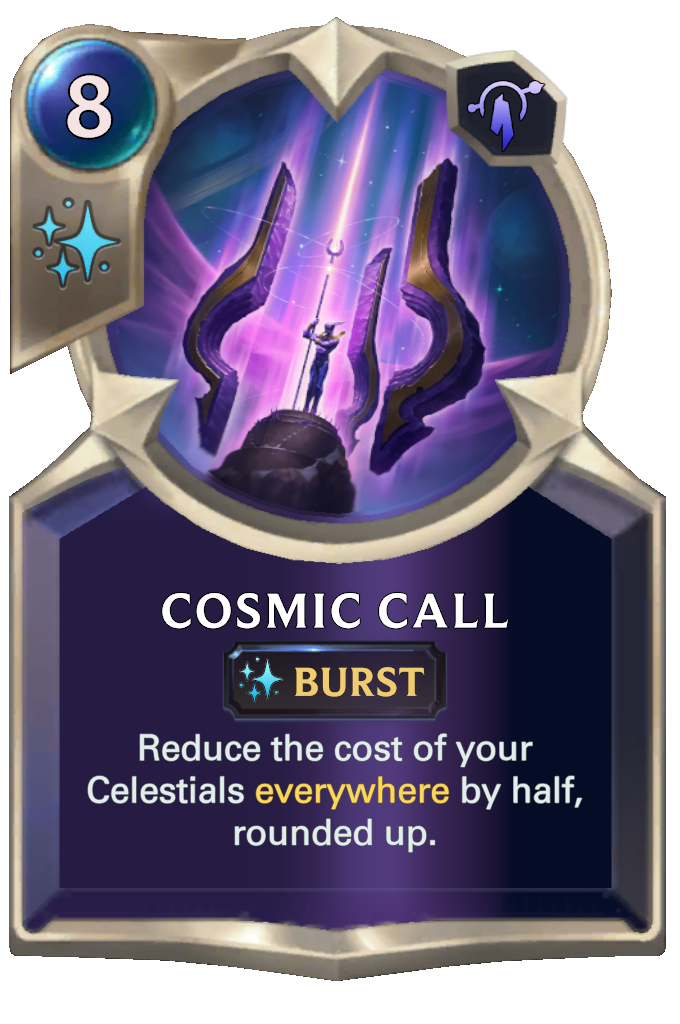 8
COSMIC CALL
BURST
Reduce the cost of your
Celestials everywhere by half,
rounded up.